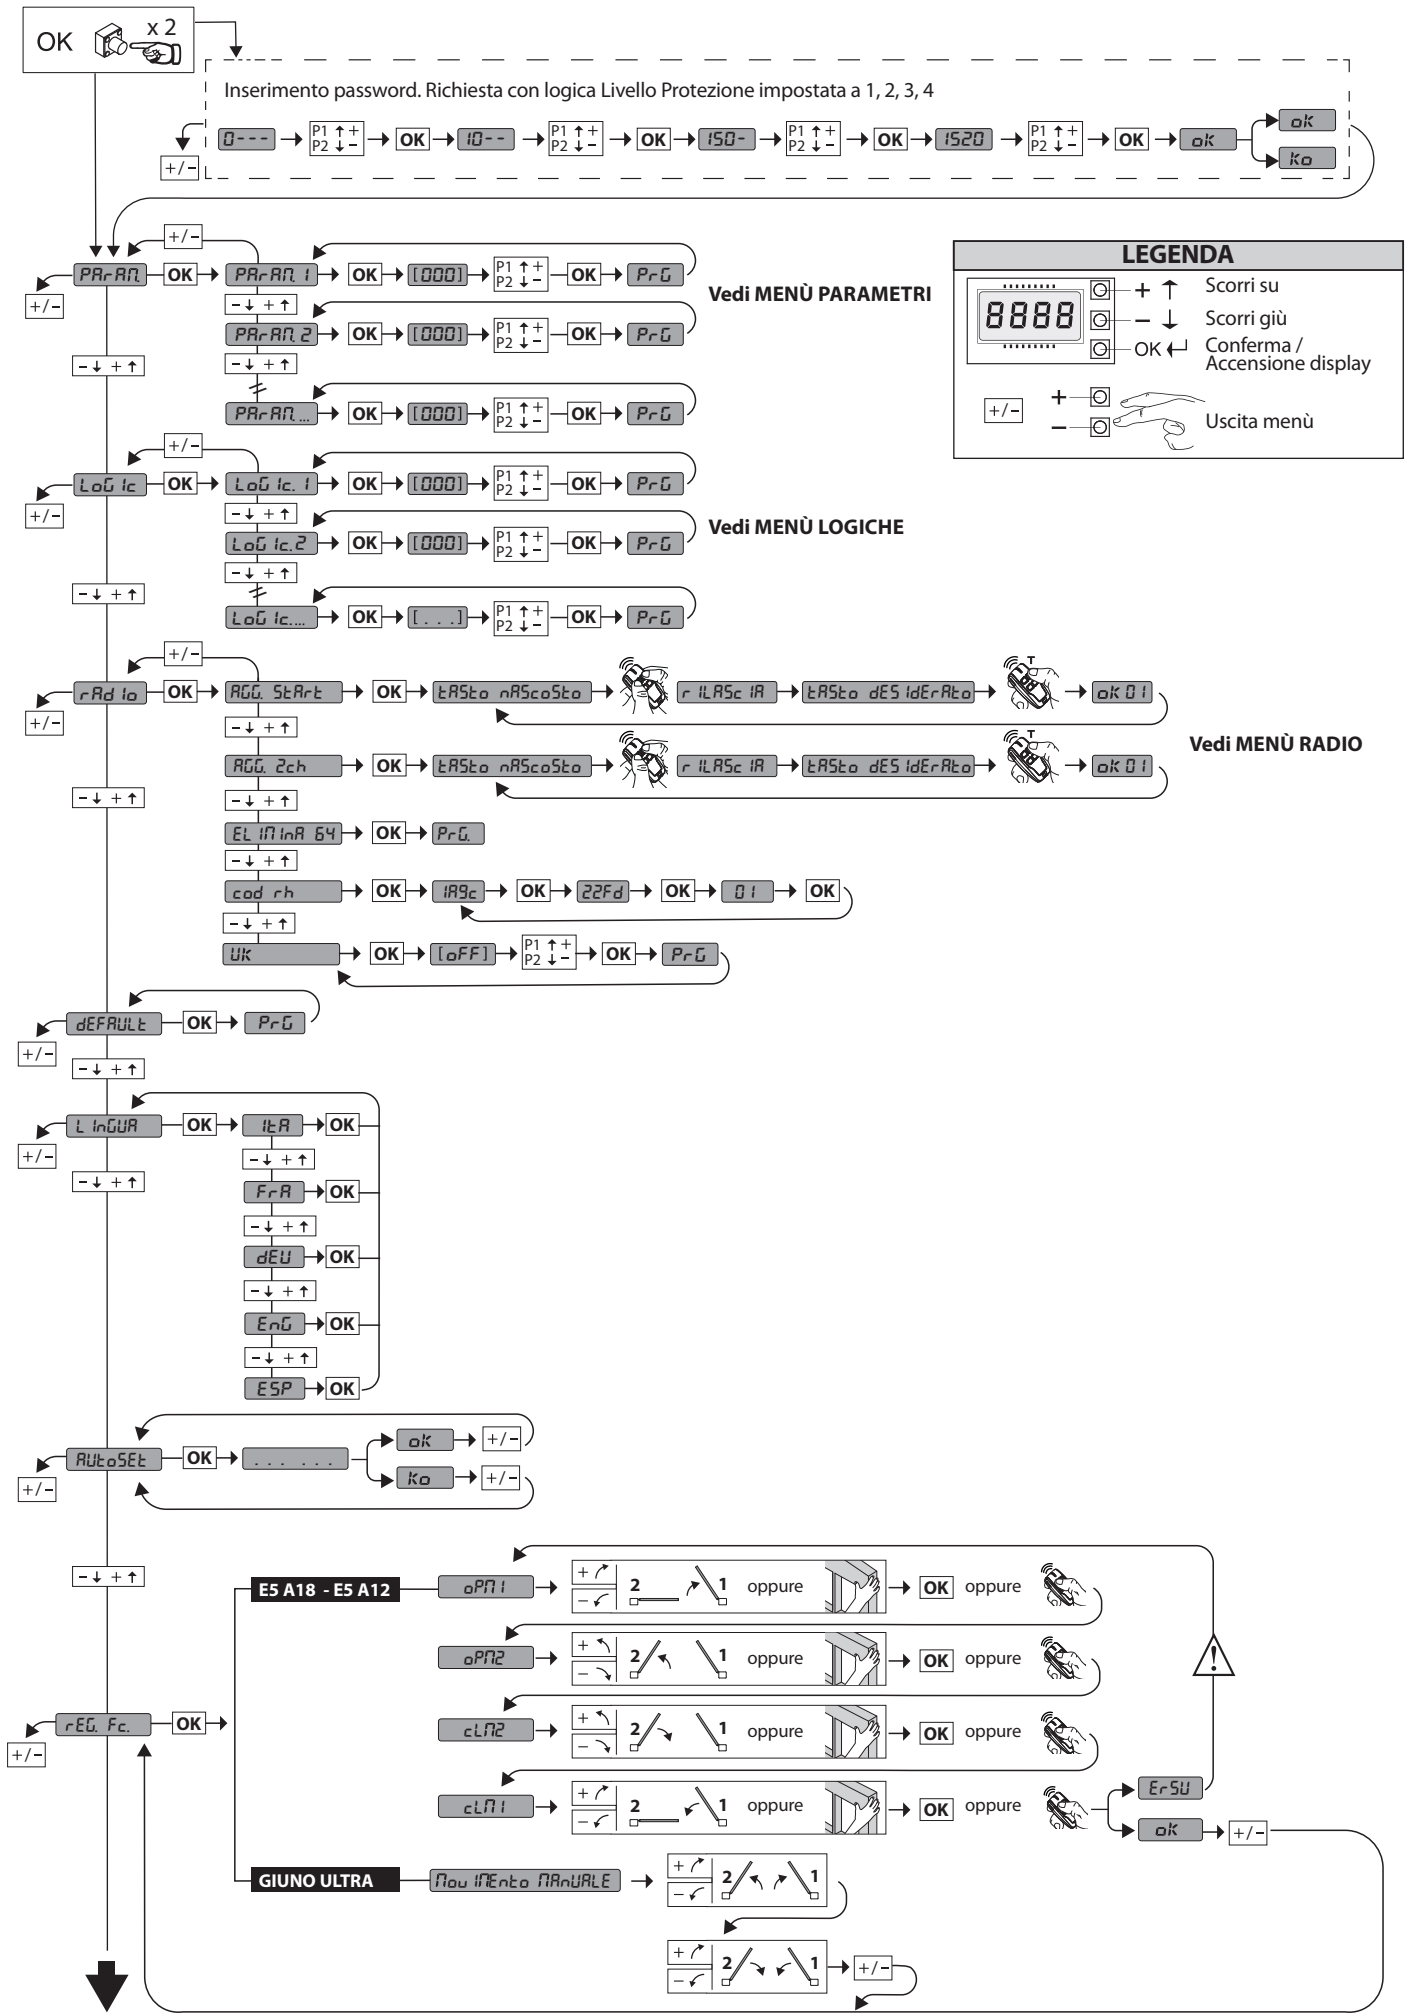 OK x 2
Inserimento password. Richiesta con logica Livello Protezione impostata a 1, 2, 3, 4
0--- P1 ↑ + P2 ↓ - OK 10-- P1 ↑ + P2 ↓ - OK 150- P1 ↑ + P2 ↓ - OK 1520 P1 ↑ + P2 ↓ - OK oK oK
Ko
+/-
+/-
PArAM. OK PArAM. 1 OK [000] P1 ↑ + P2 ↓ - OK PrG
+/-
- ↓ + ↑
Vedi MENÙ PARAMETRI
PArAM. 2 OK [000] P1 ↑ + P2 ↓ - OK PrG
- ↓ + ↑
- ↓ + ↑
PArAM. ... OK [000] P1 ↑ + P2 ↓ - OK PrG
LEGENDA
8888
+ ↑ Scorri su
- ↓ Scorri giù
OK Conferma /
Accensione display
+/- + - Uscita menù
+/-
LoGIc OK LoGIc. 1 OK [000] P1 ↑ + P2 ↓ - OK PrG
+/-
- ↓ + ↑
Vedi MENÙ LOGICHE
LoGIc. 2 OK [000] P1 ↑ + P2 ↓ - OK PrG
- ↓ + ↑
- ↓ + ↑
LoGIc.... OK [. . .] P1 ↑ + P2 ↓ - OK PrG
+/-
rAdIo OK AGG. StArt OK tASto nAScoSto rILAScIA tASto dESIdErAto T oK 01
+/-
- ↓ + ↑
Vedi MENÙ RADIO
AGG. 2ch OK tASto nAScoSto rILAScIA tASto dESIdErAto T oK 01
- ↓ + ↑
- ↓ + ↑
ELIMInA 64 OK PrG.
- ↓ + ↑
cod rh OK 1A9c OK 22Fd OK 01 OK
- ↓ + ↑
UK OK [oFF] P1 ↑ + P2 ↓ - OK PrG
dEFAULt OK PrG
+/-
- ↓ + ↑
LInGUA OK ItA OK
+/-
- ↓ + ↑
- ↓ + ↑
FrA OK
- ↓ + ↑
dEU OK
- ↓ + ↑
EnG OK
- ↓ + ↑
ESP OK
AUtoSEt OK ... ... oK +/-
Ko +/-
+/-
- ↓ + ↑
E5 A18 - E5 A12 oPM1 + - 2 1 oppure OK oppure
oPM2 + - 2 1 oppure OK oppure
!
rEG. Fc. OK
+/-
cLM2 + - 2 1 oppure OK oppure
cLM1 + - 2 1 oppure OK oppure
ErSU
oK +/-
GIUNO ULTRA MovIMEnto MAnUALE + - 2 1
+ - 2 1 +/-